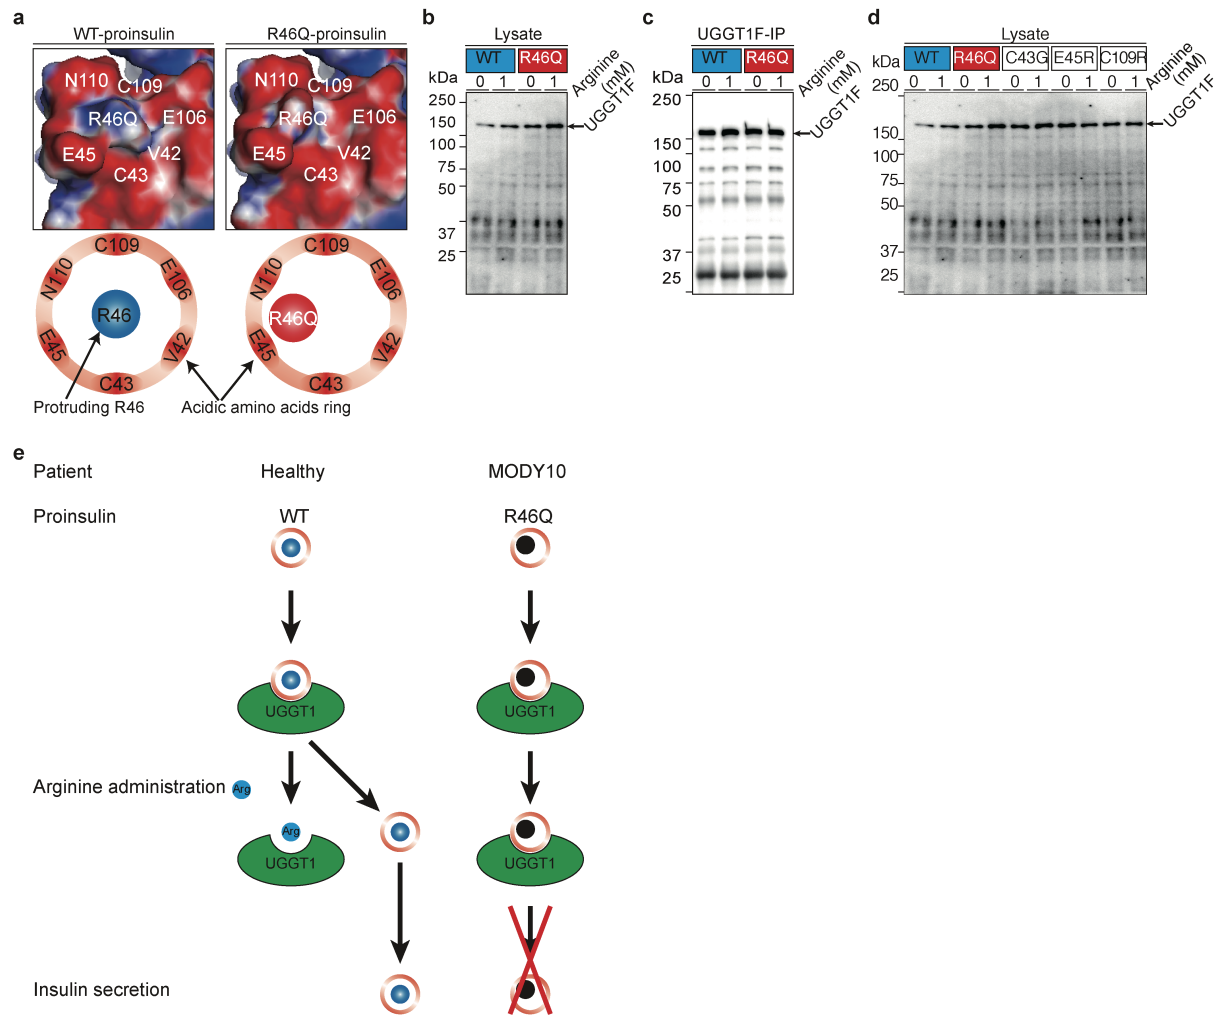 a
WT-proinsulin
R46Q-proinsulin
N110
C109
R46Q
E106
E45
V42
C43
N110
C109
R46Q
E106
E45
V42
C43
C109
N110
E106
R46
E45
V42
C43
C109
N110
E106
R46Q
E45
V42
C43
Protruding R46
Acidic amino acids ring
b
Lysate
WT
R46Q
kDa
0 1 0 1
Arginine
(mM)
UGGT1F
250
150
100
75
50
37
25
c
UGGT1F-IP
WT
R46Q
kDa
0 1 0 1
Arginine
(mM)
UGGT1F
250
150
100
75
50
37
25
d
Lysate
WT
R46Q
C43G
E45R
C109R
kDa
0 1 0 1 0 1 0 1 0 1
Arginine
(mM)
UGGT1F
250
150
100
75
50
37
25
e
Patient
Healthy
MODY10
Proinsulin
WT
R46Q
UGGT1
UGGT1
Arginine administration
Arg
Arg
UGGT1
UGGT1
Insulin secretion